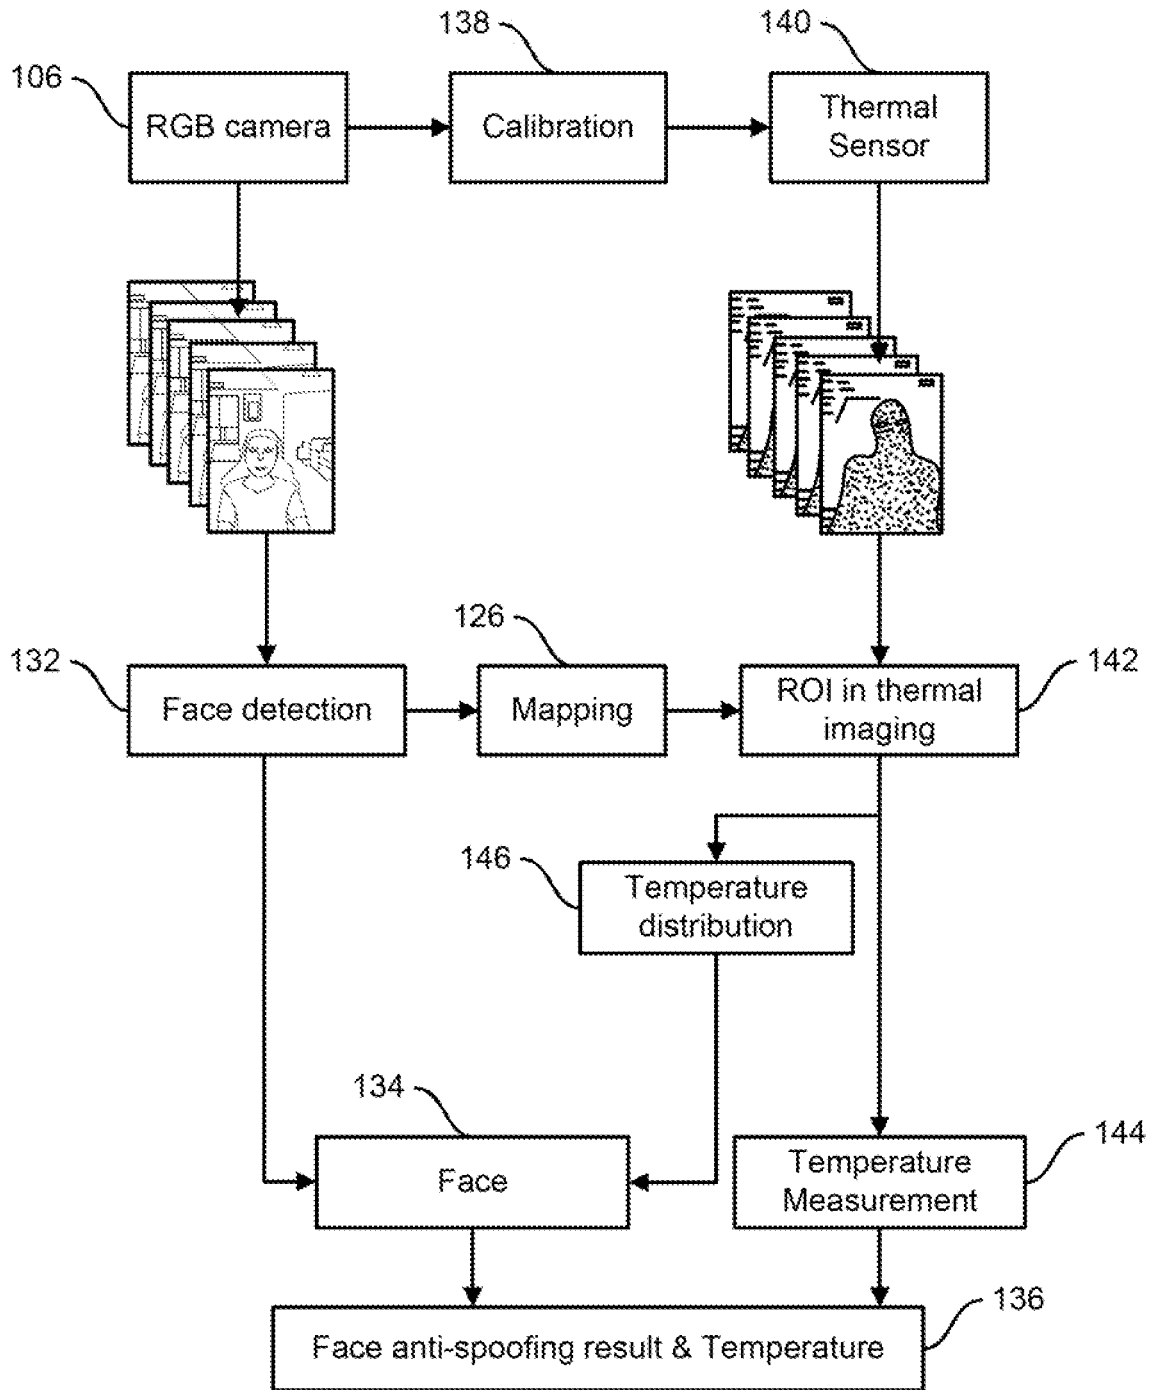 138
140
106
RGB camera
Calibration
Thermal
Sensor
126
132
142
Face detection
Mapping
ROI in thermal
imaging
146
Temperature
distribution
134
144
Face
Temperature
Measurement
136
Face anti-spoofing result & Temperature